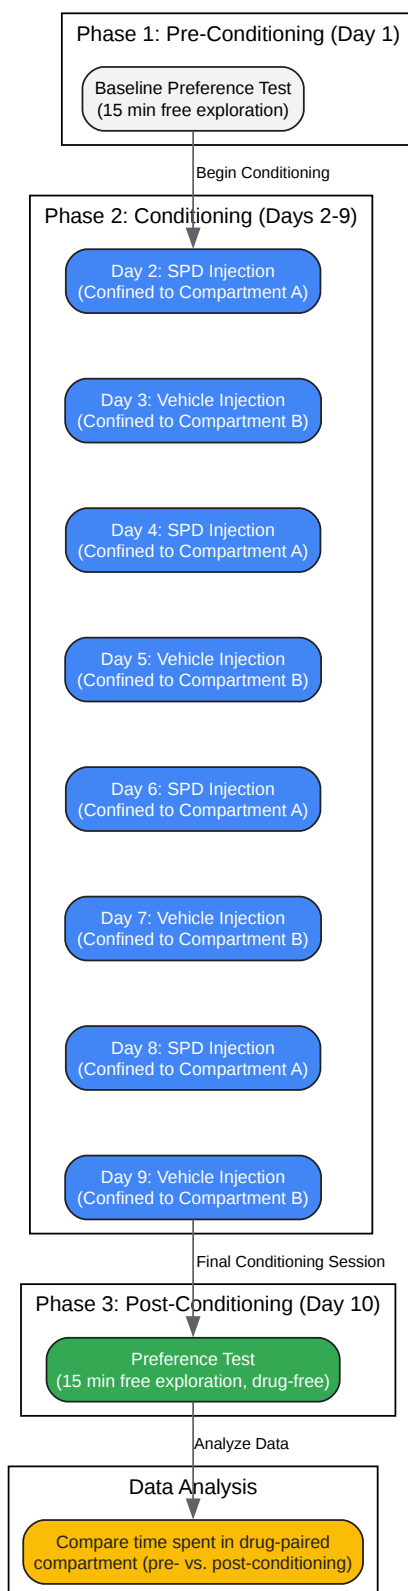 Phase 1: Pre-Conditioning (Day 1)
Baseline Preference Test
(15 min free exploration)
Begin Conditioning
Phase 2: Conditioning (Days 2-9)
Day 2: SPD Injection
(Confined to Compartment A)
Day 3: Vehicle Injection
(Confined to Compartment B)
Day 4: SPD Injection
(Confined to Compartment A)
Day 5: Vehicle Injection
(Confined to Compartment B)
Day 6: SPD Injection
(Confined to Compartment A)
Day 7: Vehicle Injection
(Confined to Compartment B)
Day 8: SPD Injection
(Confined to Compartment A)
Day 9: Vehicle Injection
(Confined to Compartment B)
Final Conditioning Session
Phase 3: Post-Conditioning (Day 10)
Preference Test
(15 min free exploration, drug-free)
Analyze Data
Data Analysis
Compare time spent in drug-paired
compartment (pre- vs. post-conditioning)